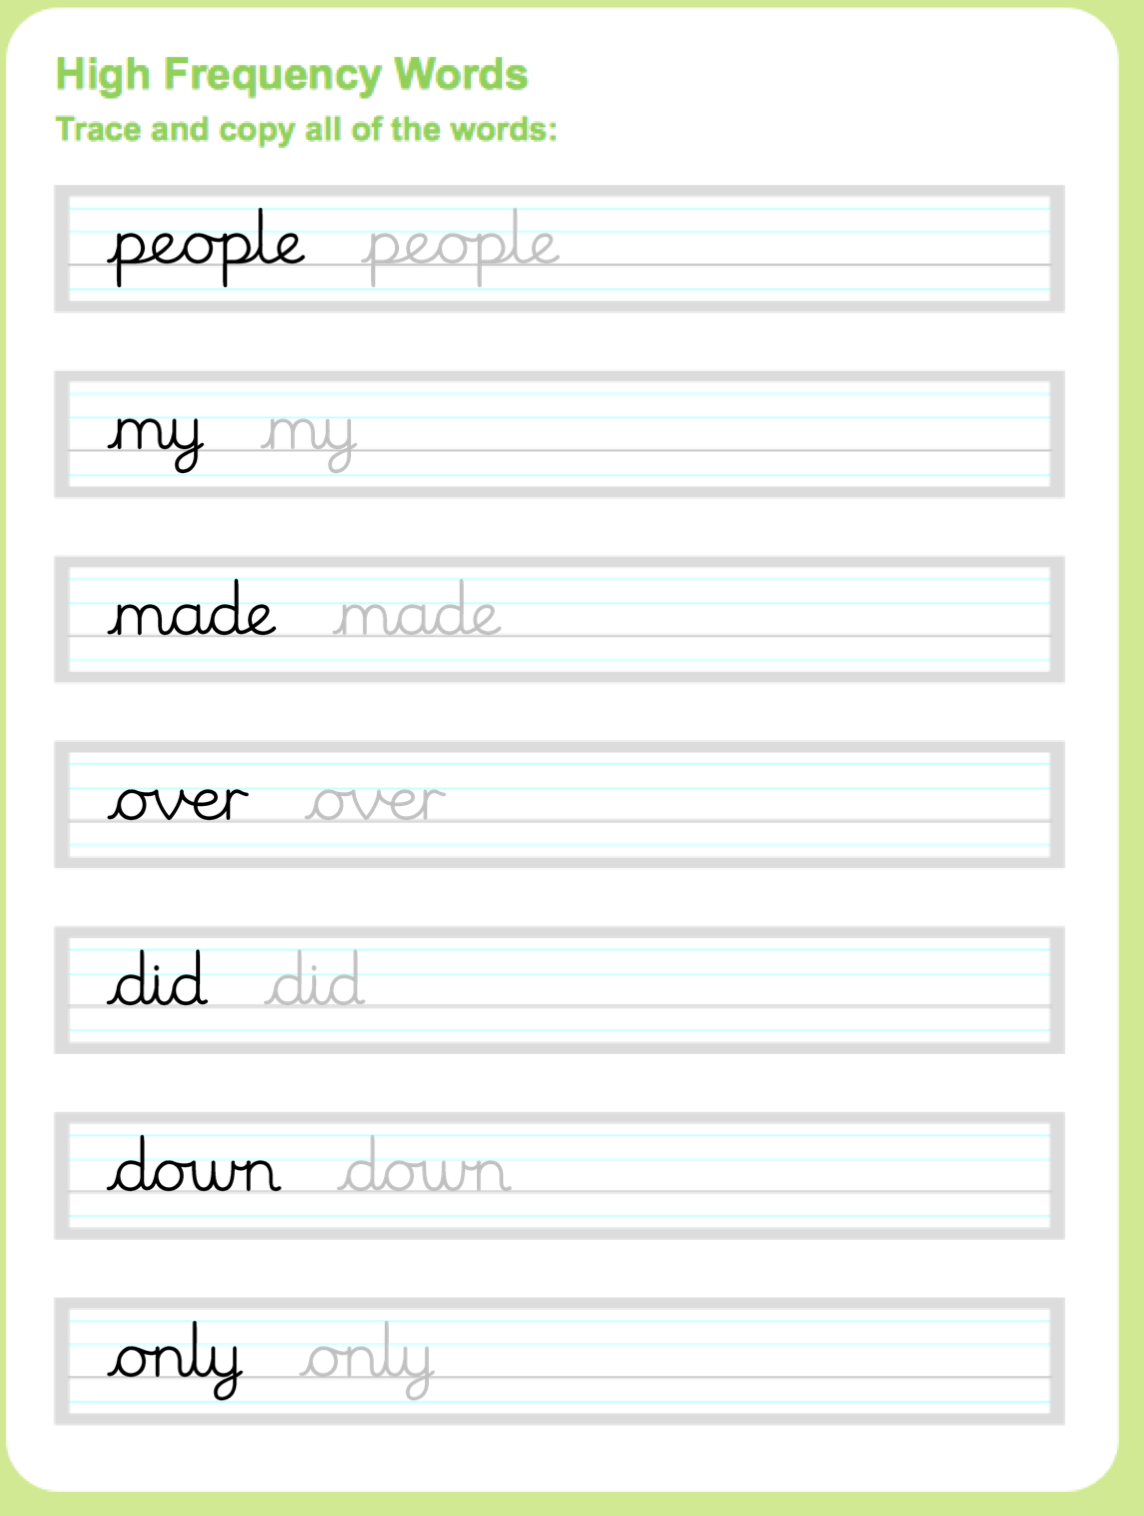 High Frequency Words
Trace and copy all of the words:
people people
my my
made made
over over
did did
down down
only only